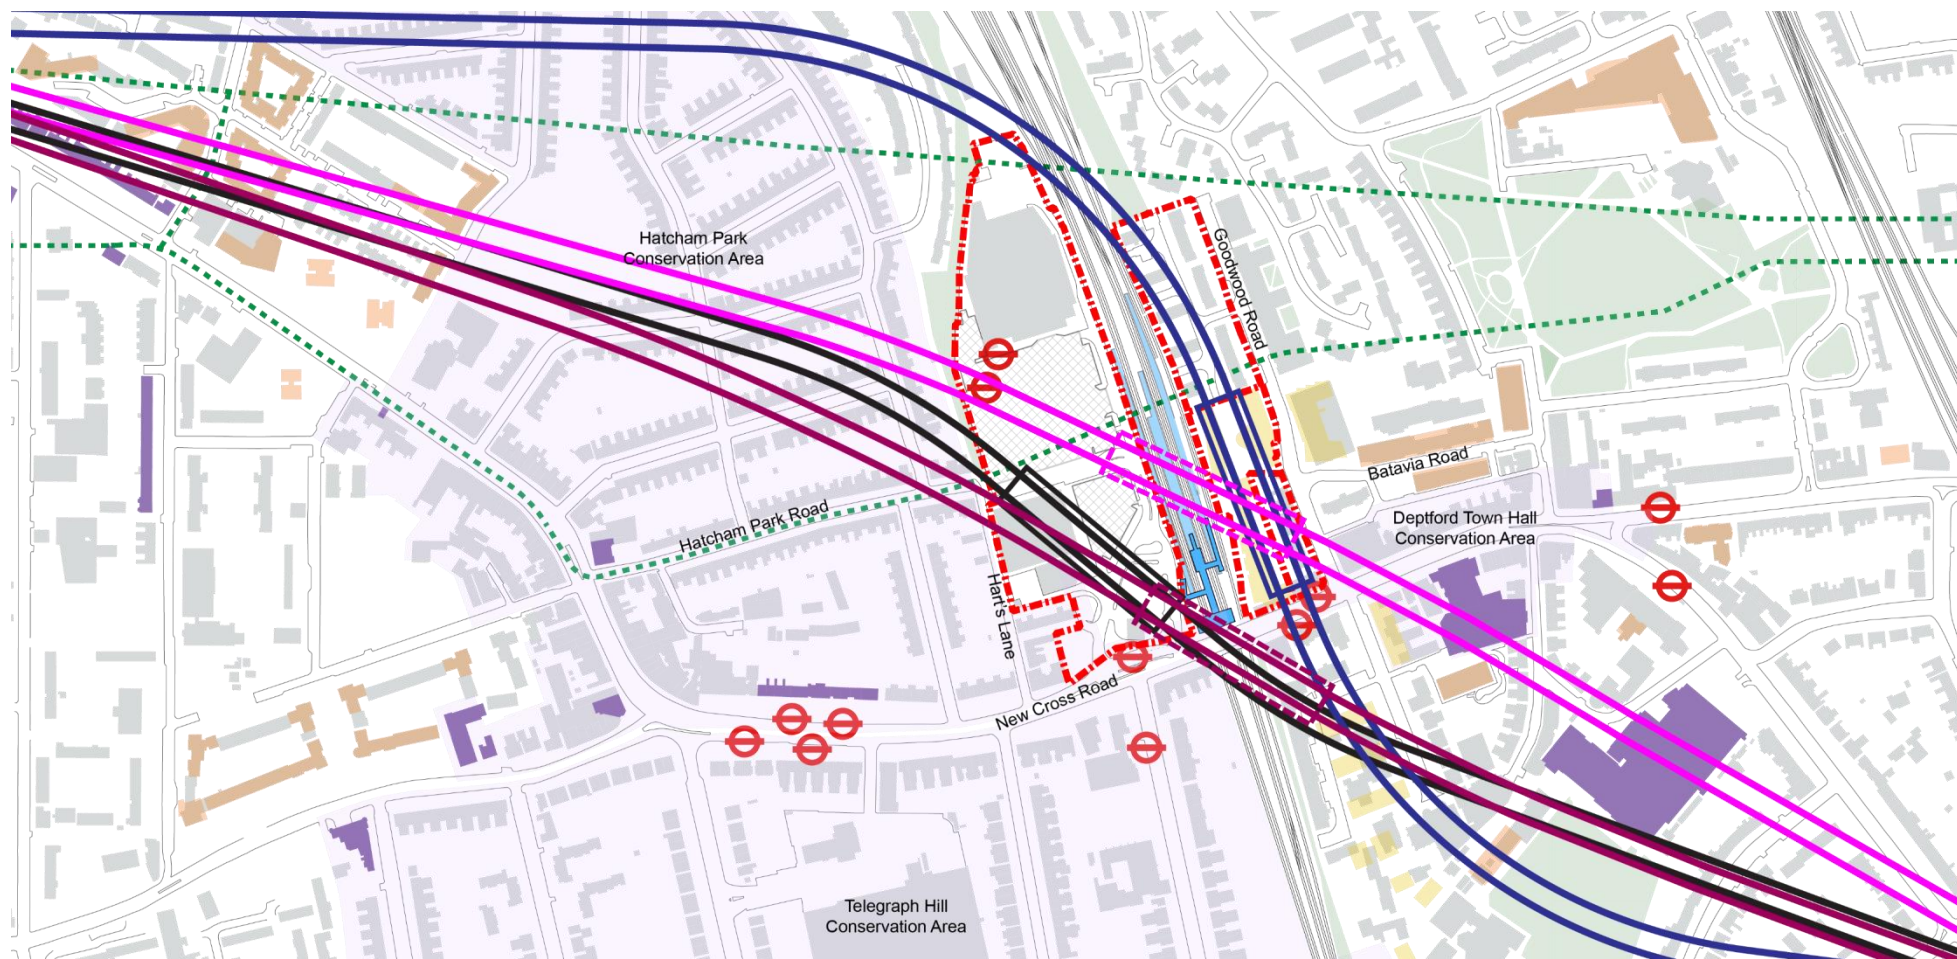 Hatcham Park
Conservation Area
Goodwood Road
Batavia Road
Hatcham Park Road
Deptford Town Hall
Conservation Area
Hart's Lane
New Cross Road
Telegraph Hill
Conservation Area